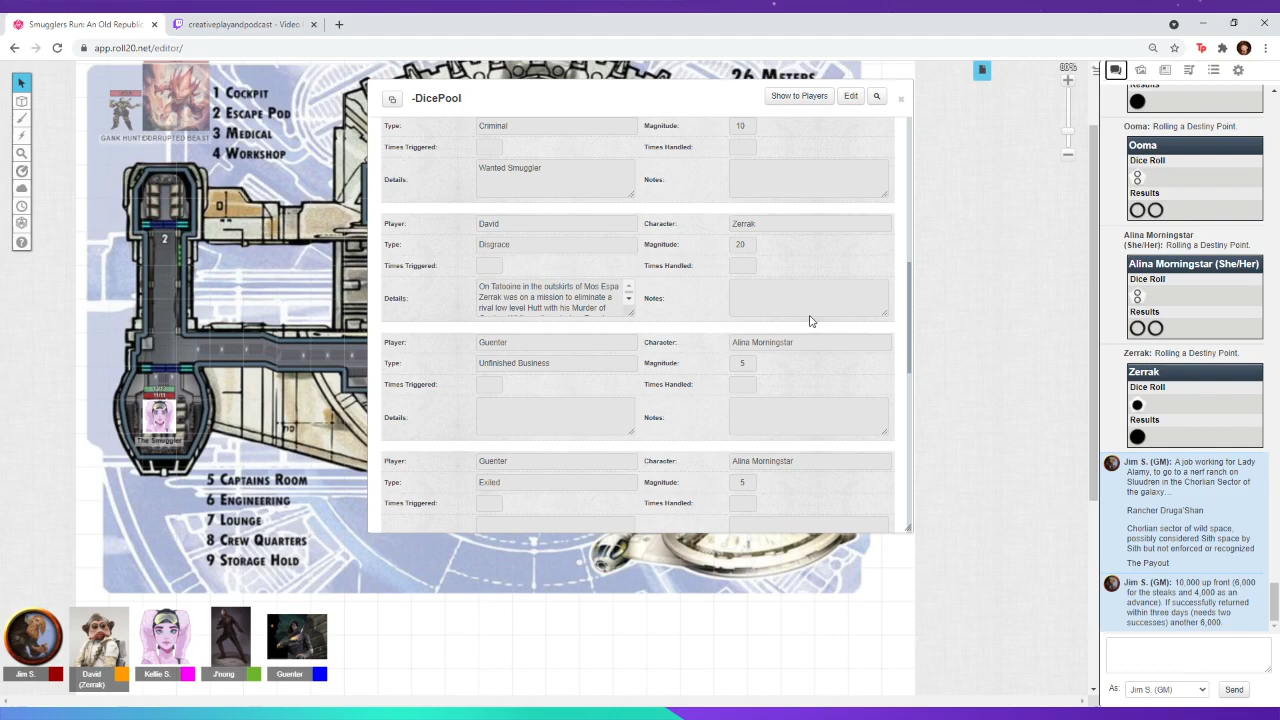 Smugglers Run: An Old Republic
creativeplayandpodcast - Video
app.roll20.net/editor/
26 METERS
1 COCKPIT
2 ESCAPE POD
3 MEDICAL
4 WORKSHOP
2
5 CAPTAINS ROOM
6 ENGINEERING
7 LOUNGE
8 CREW QUARTERS
9 STORAGE HOLD
11/11
The Smuggler
80%
-DicePool
Show to Players
Edit
Type: Criminal Magnitude: 10
Times Triggered: Times Handled:
Details: Wanted Smuggler Notes:
Player: David Character: Zerrak
Type: Disgrace Magnitude: 20
Times Triggered: Times Handled:
Details: On Tatooine in the outskirts of Mos Espa
Zerrak was on a mission to eliminate a
rival low level Hutt with his Murder of
Notes:
Player: Guenter Character: Alina Morningstar
Type: Unfinished Business Magnitude: 5
Times Triggered: Times Handled:
Details: Notes:
Player: Guenter Character: Alina Morningstar
Type: Exiled Magnitude: 5
Times Triggered: Times Handled:
Jim S.
David
(Zerrak)
Kellie S.
J'nong
Guenter
Results
Ooma: Rolling a Destiny Point.
Ooma
Dice Roll
Results
Alina Morningstar
(She/Her): Rolling a Destiny Point.
Alina Morningstar (She/Her)
Dice Roll
Results
Zerrak: Rolling a Destiny Point.
Zerrak
Dice Roll
Results
Jim S. (GM): A job working for Lady
Alamy, to go to a nerf ranch on
Sluudren in the Chorlian Sector of
the galaxy...
Rancher Druga'Shan
Chorlian sector of wild space,
possibly considered Sith space by
Sith but not enforced or recognized
The Payout
Jim S. (GM): 10,000 up front (6,000
for the steaks and 4,000 as an
advance). If successfully returned
within three days (needs two
successes) another 6,000.
As: Jim S. (GM) Send